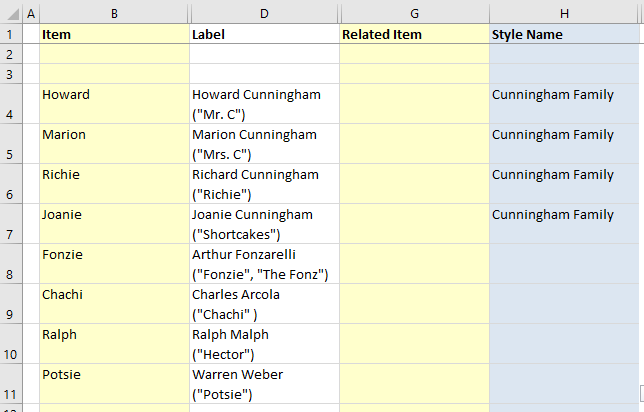 A B D G H
1 Item Label Related Item Style Name
2
3
Howard Howard Cunningham Cunningham Family
4 ("Mr. C")
Marion Marion Cunningham Cunningham Family
5 ("Mrs. C")
Richie Richard Cunningham Cunningham Family
6 ("Richie")
Joanie Joanie Cunningham Cunningham Family
7 ("Shortcakes")
Fonzie Arthur Fonzarelli
8 ("Fonzie", "The Fonz")
Chachi Charles Arcola
9 ("Chachi" )
Ralph Ralph Malph
10 ("Hector")
Potsie Warren Weber
11 ("Potsie")